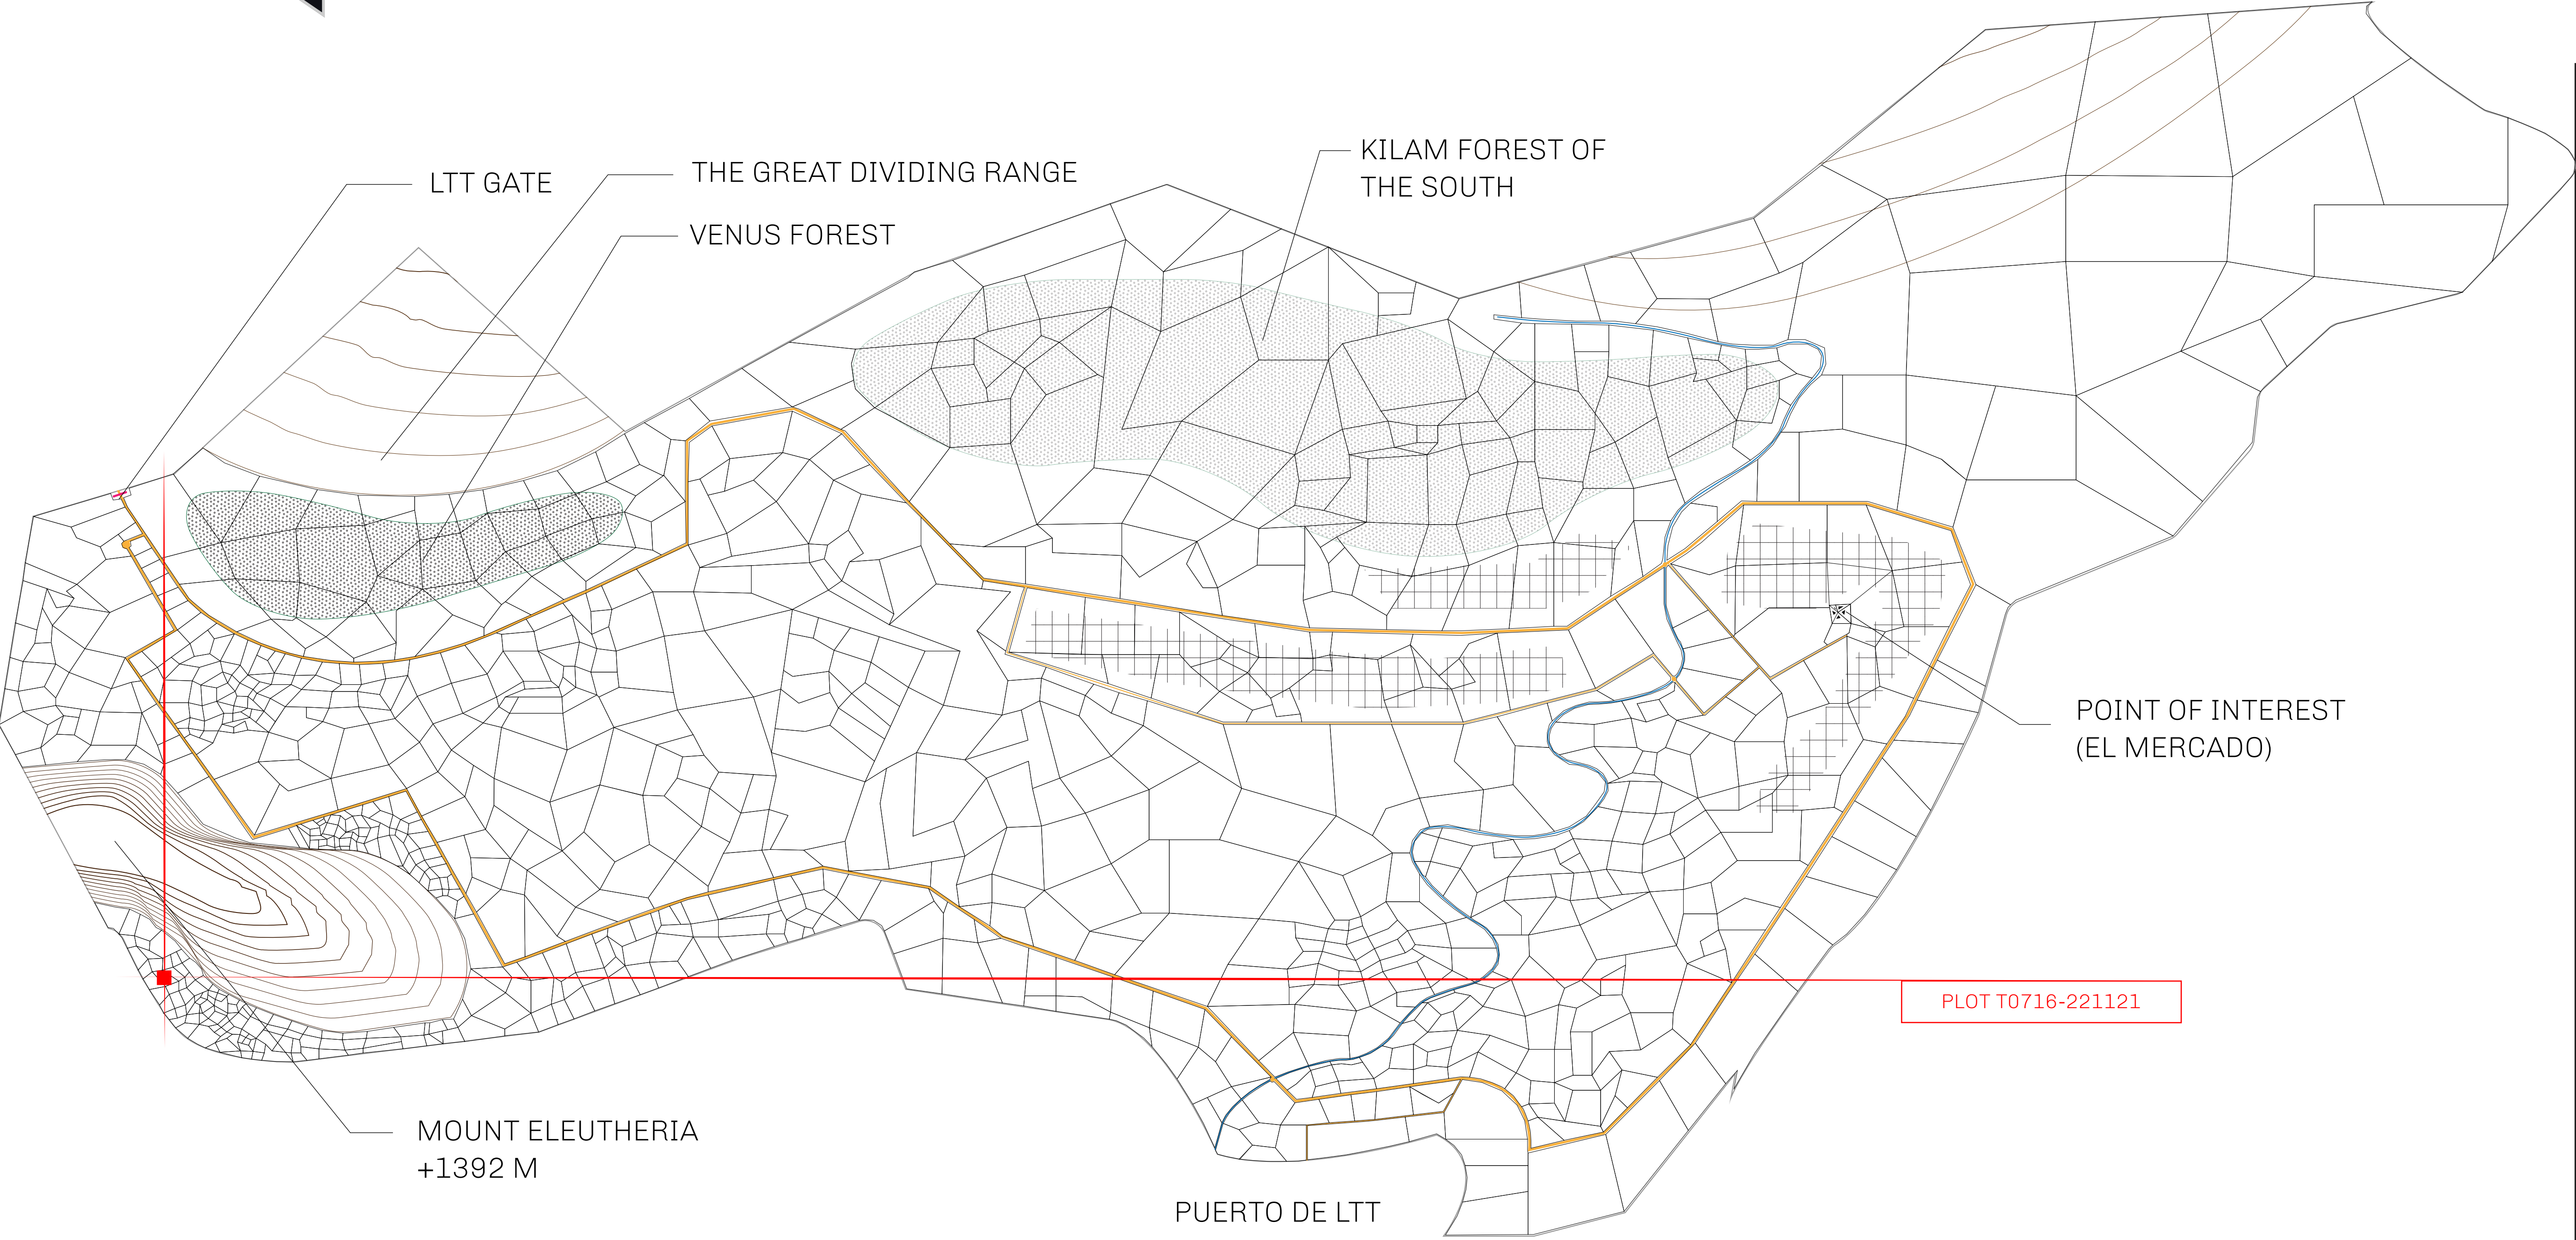 KILAM FOREST OF
THE SOUTH
LTT GATE
THE GREAT DIVIDING RANGE
VENUS FOREST
POINT OF INTEREST
(EL MERCADO)
PLOT T0716-221121
MOUNT ELEUTHERIA
+1392 M
PUERTO DE LTT